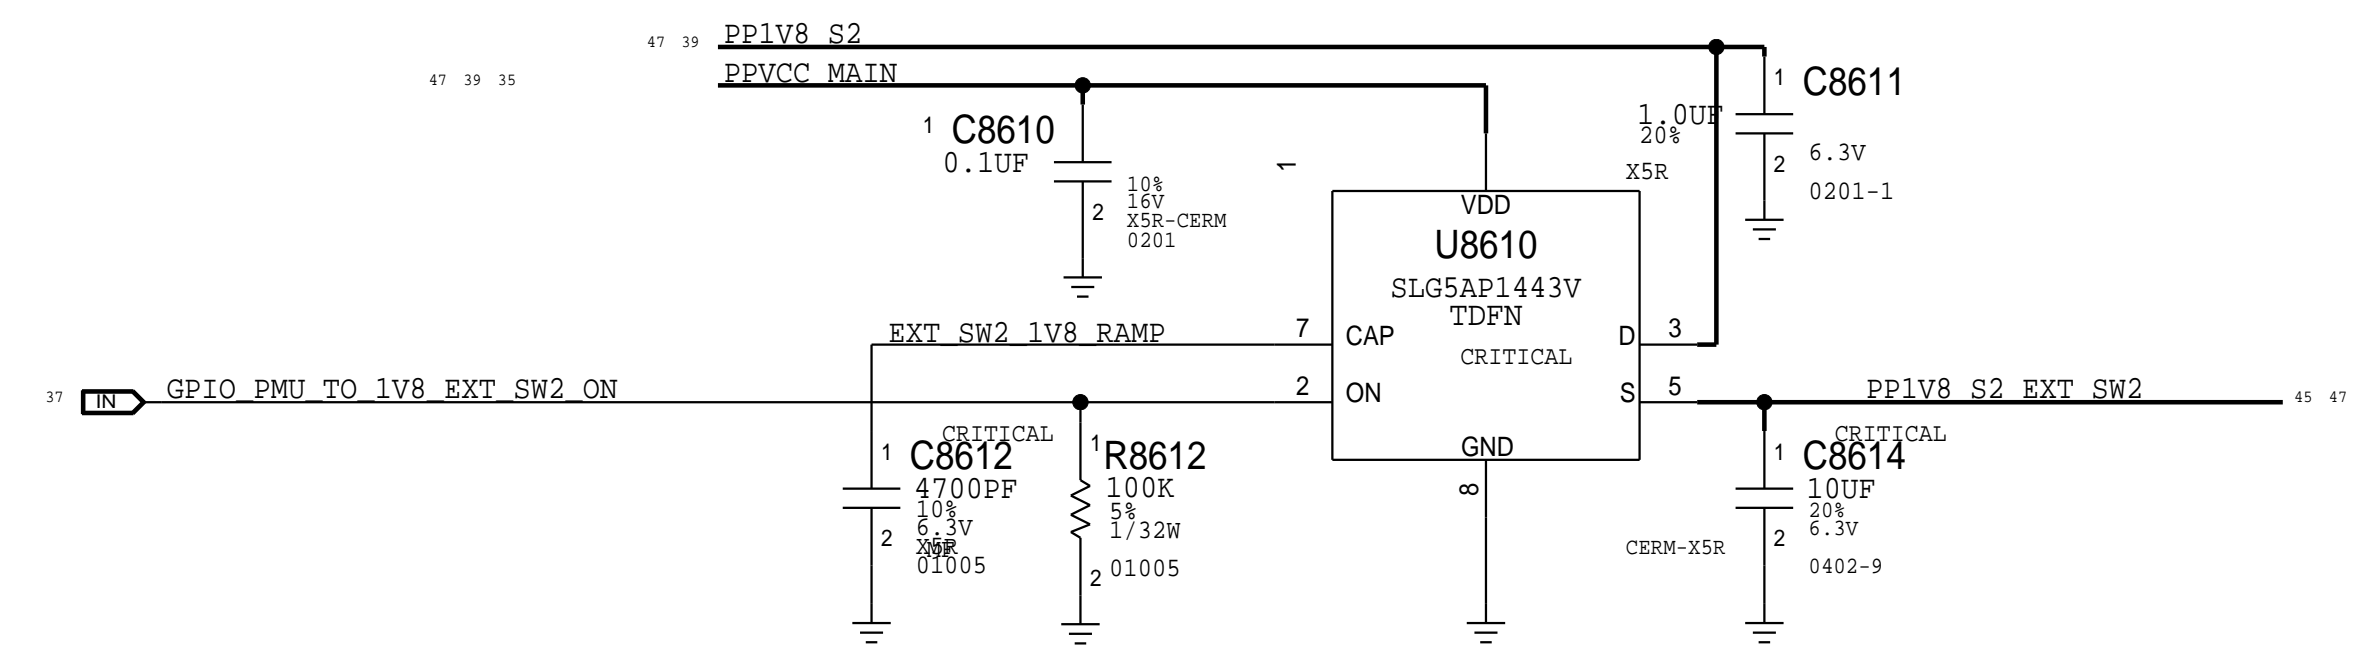 47 39 PP1V8_S2
47 39 35 PPVCC_MAIN
1 C8611
1.0UF
20%
6.3V
2
X5R
0201-1
1 C8610
0.1UF
10%
16V
2
X5R-CERM
0201
1
VDD
U8610
SLG5AP1443V
TDFN
CRITICAL
EXT_SW2_1V8_RAMP 7 CAP
D 3
37 IN GPIO_PMU_TO_1V8_EXT_SW2_ON 2 ON
S 5 PP1V8_S2_EXT_SW2 45 47
GND
8
CRITICAL
1 C8612
4700PF
10%
6.3V
2
X5R
01005
1 R8612
100K
5%
1/32W
MF
2 01005
CRITICAL
1 C8614
10UF
20%
6.3V
2
CERM-X5R
0402-9